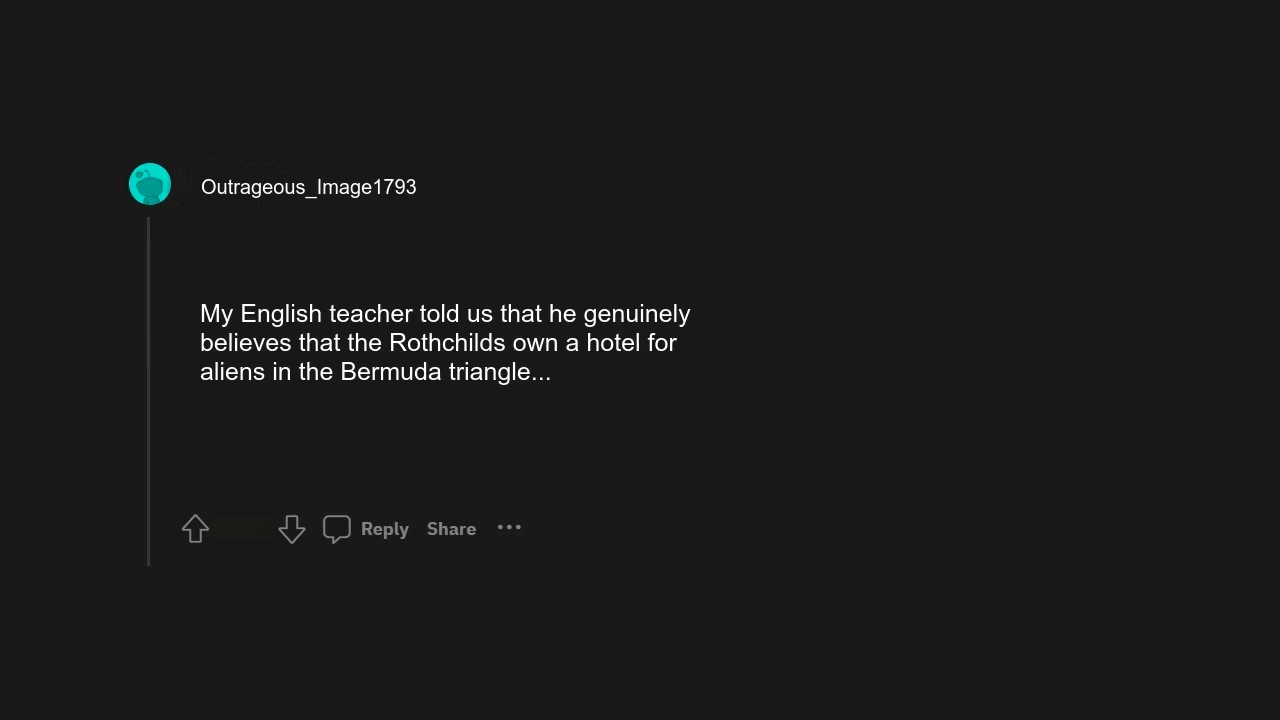 Outrageous_Image1793
My English teacher told us that he genuinely
believes that the Rothchilds own a hotel for
aliens in the Bermuda triangle...
Reply Share